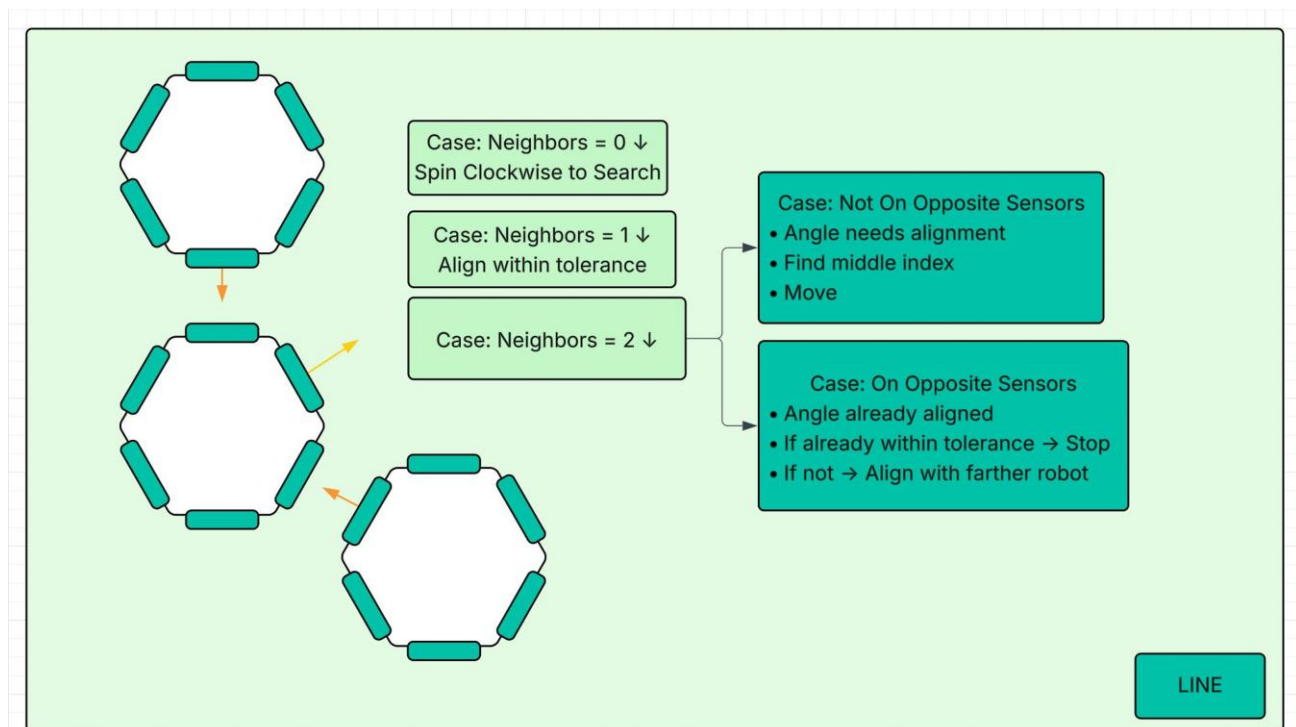 Case: Neighbors = 0 ↓
Spin Clockwise to Search
Case: Neighbors = 1 ↓
Align within tolerance
Case: Neighbors = 2 ↓
Case: Not On Opposite Sensors
• Angle needs alignment
• Find middle index
• Move
Case: On Opposite Sensors
• Angle already aligned
• If already within tolerance → Stop
• If not → Align with farther robot
LINE